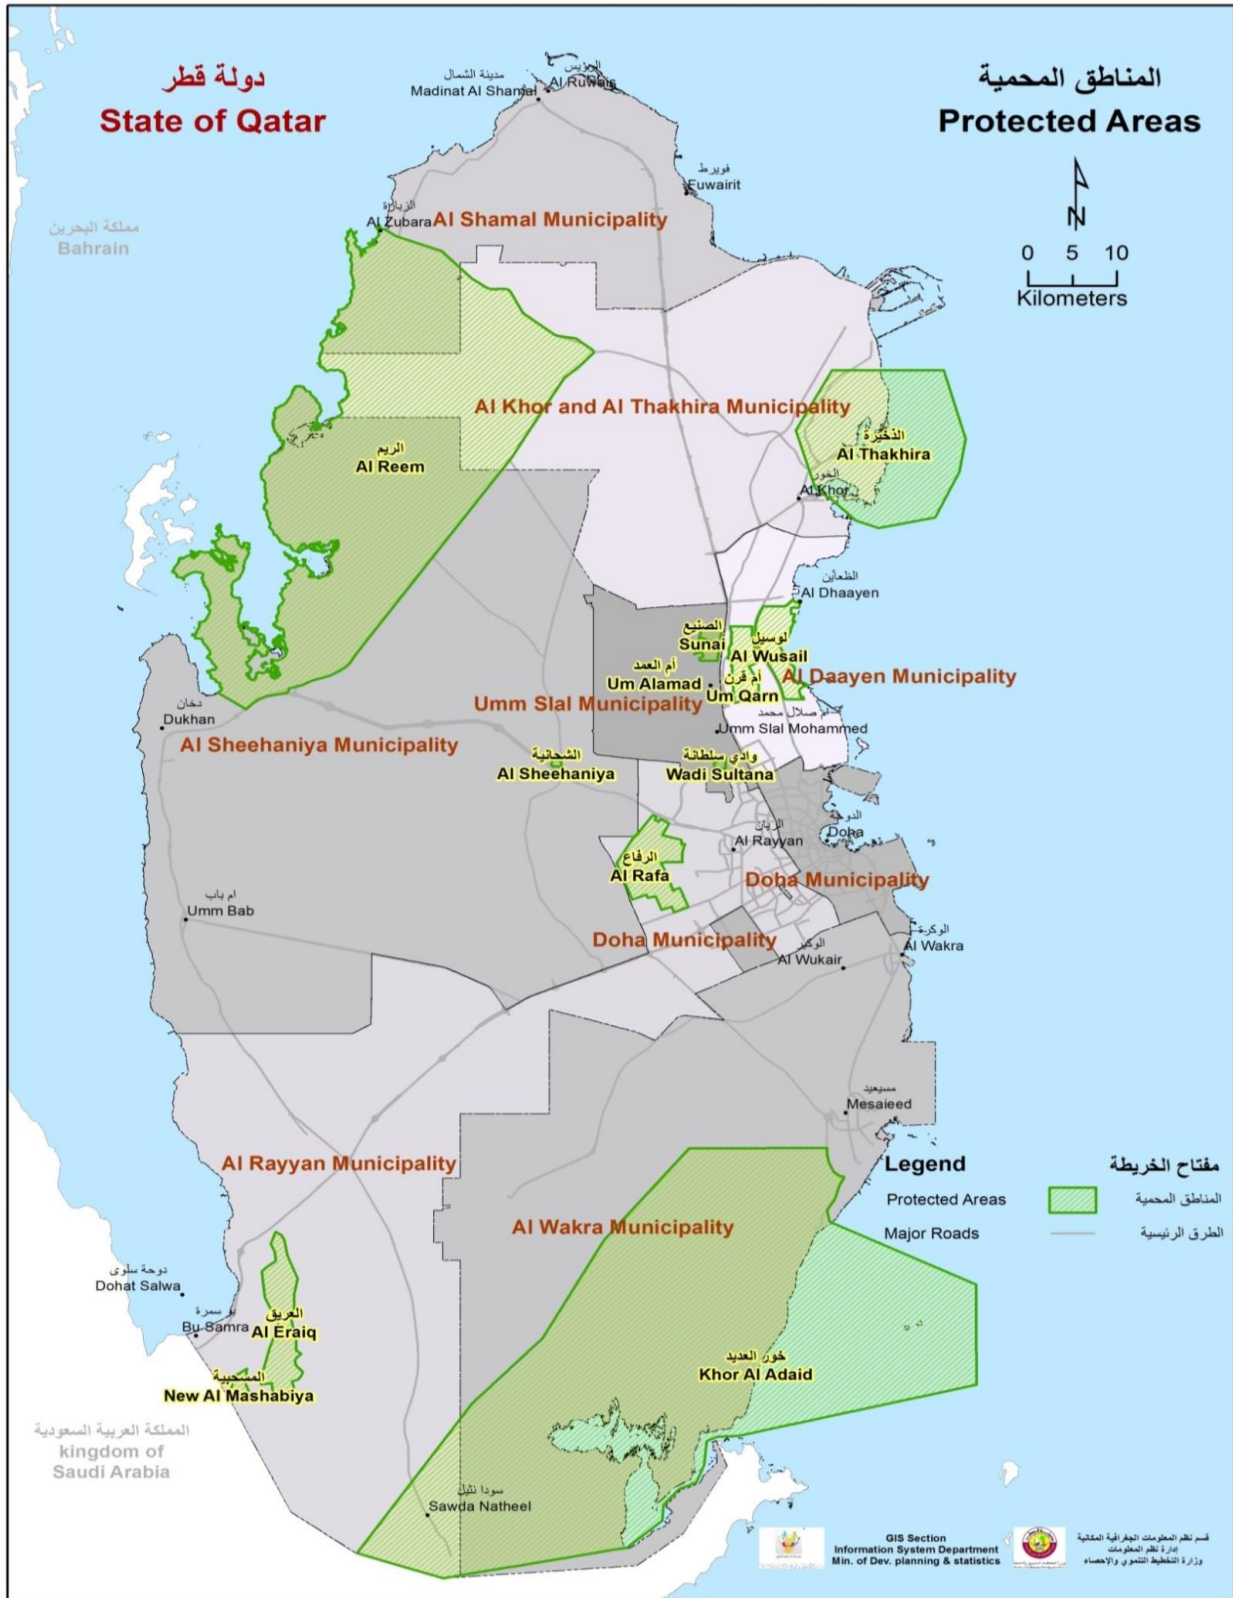 دولة قطر
State of Qatar
المناطق المحمية
Protected Areas
N
0 5 10
Kilometers
مملكة البحرين
Bahrain
مدينة الشمال
Madinat Al Shamal
الرويس
Al Ruwais
فويرط
Fuwairit
الزبارة
Al Zubara
Al Shamal Municipality
Al Khor and Al Thakhira Municipality
الذخيرة
Al Thakhira
الريم
Al Reem
الخور
Al Khor
الظعاين
Al Dhaayen
الصنيع
Sunai
لوسيل
Al Wusail
أم العمد
Um Alamad
أم قرن
Um Qarn
Al Daayen Municipality
Umm Slal Municipality
ام صلال محمد
Umm Slal Mohammed
دخان
Dukhan
Al Sheehaniya Municipality
الشحانية
Al Sheehaniya
وادي سلطانة
Wadi Sultana
الدوحة
Doha
الريان
Al Rayyan
الرفاع
Al Rafa
Doha Municipality
ام باب
Umm Bab
Doha Municipality
الوكير
Al Wukair
الوكرة
Al Wakra
مسيعيد
Mesaieed
Al Rayyan Municipality
Al Wakra Municipality
Legend
مفتاح الخريطة
Protected Areas
المناطق المحمية
Major Roads
الطرق الرئيسية
دوحة سلوى
Dohat Salwa
بو سمرة
Bu Samra
العريق
Al Eraiq
المسحبية
New Al Mashabiya
خور العديد
Khor Al Adaid
المملكة العربية السعودية
kingdom of
Saudi Arabia
سودا نثيل
Sawda Natheel
GIS Section
Information System Department
Min. of Dev. planning & statistics
قسم نظم المعلومات الجغرافية المكانية
إدارة نظم المعلومات
وزارة التخطيط التنموي والإحصاء